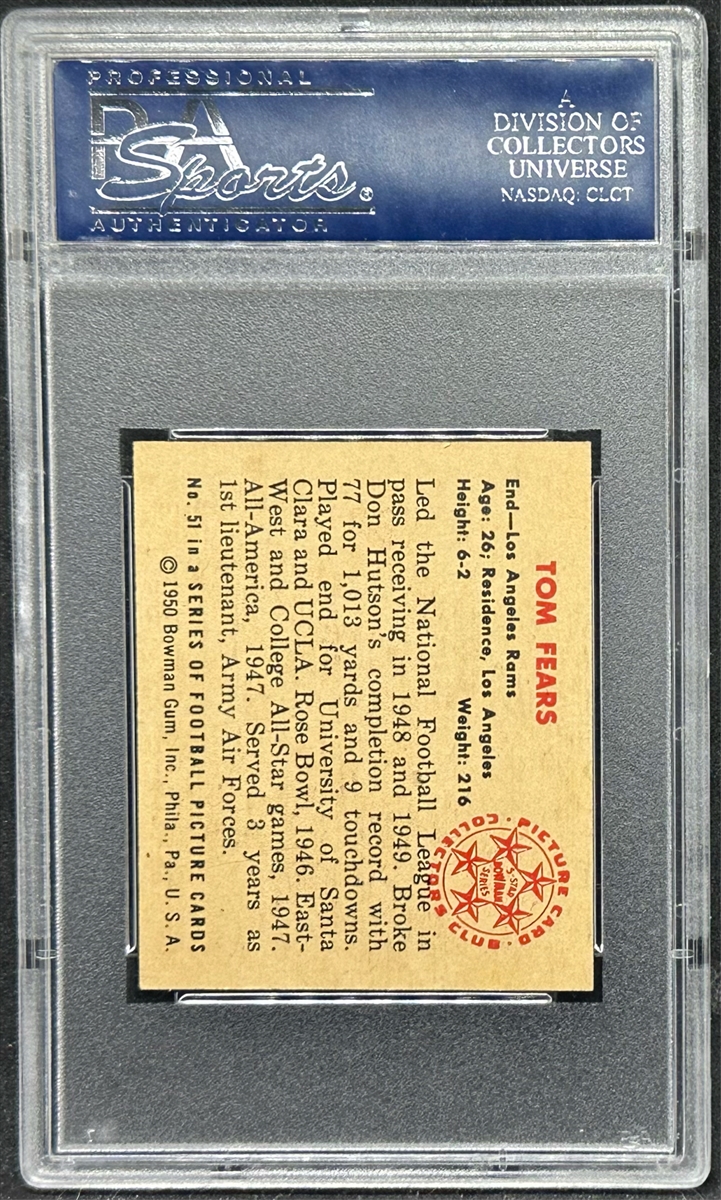 PROFESSIONAL
PSA
Sports®
AUTHENTICATOR
A
DIVISION OF
COLLECTORS
UNIVERSE
NASDAQ: CLCT
TOM FEARS
End—Los Angeles Rams
Age: 26; Residence, Los Angeles
Height: 6-2 Weight: 216
Led the National Football League in
pass receiving in 1948 and 1949. Broke
Don Hutson's completion record with
77 for 1,013 yards and 9 touchdowns.
Played end for University of Santa
Clara and UCLA. Rose Bowl, 1946. East-
West and College All-Star games, 1947.
All-America, 1947. Served 3 years as
1st lieutenant, Army Air Forces.
No. 51 in a SERIES OF FOOTBALL PICTURE CARDS
© 1950 Bowman Gum, Inc., Phila., Pa., U. S. A.
PICTURE CARD
COLLECTORS CLUB
5-STAR
BOWMAN
SERIES